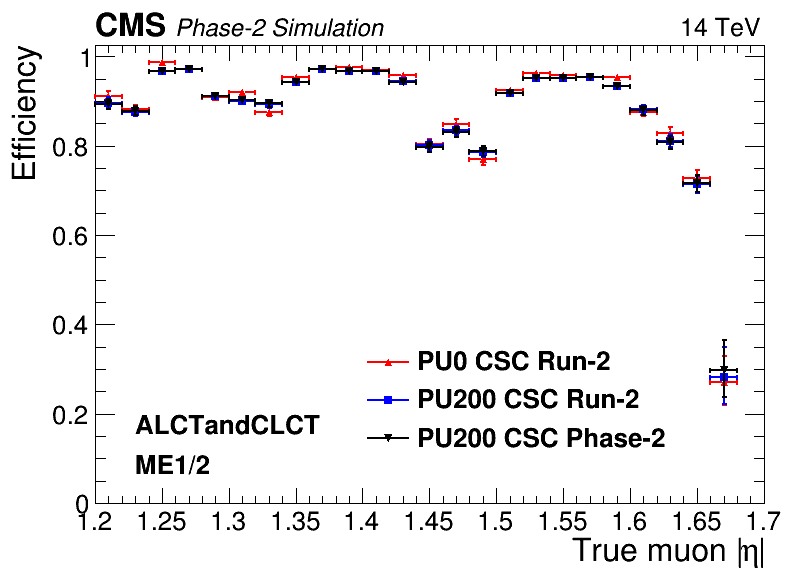 CMS Phase-2 Simulation 14 TeV
Efficiency
1
0.8
0.6
0.4
0.2
0
PU0 CSC Run-2
PU200 CSC Run-2
PU200 CSC Phase-2
ALCTandCLCT
ME1/2
1.2 1.25 1.3 1.35 1.4 1.45 1.5 1.55 1.6 1.65 1.7
True muon |η|